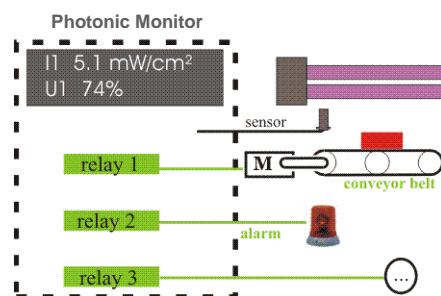 Photonic Monitor
I1 5.1 mW/cm²
U1 74%
sensor
relay 1
M
conveyor belt
relay 2
alarm
relay 3
...